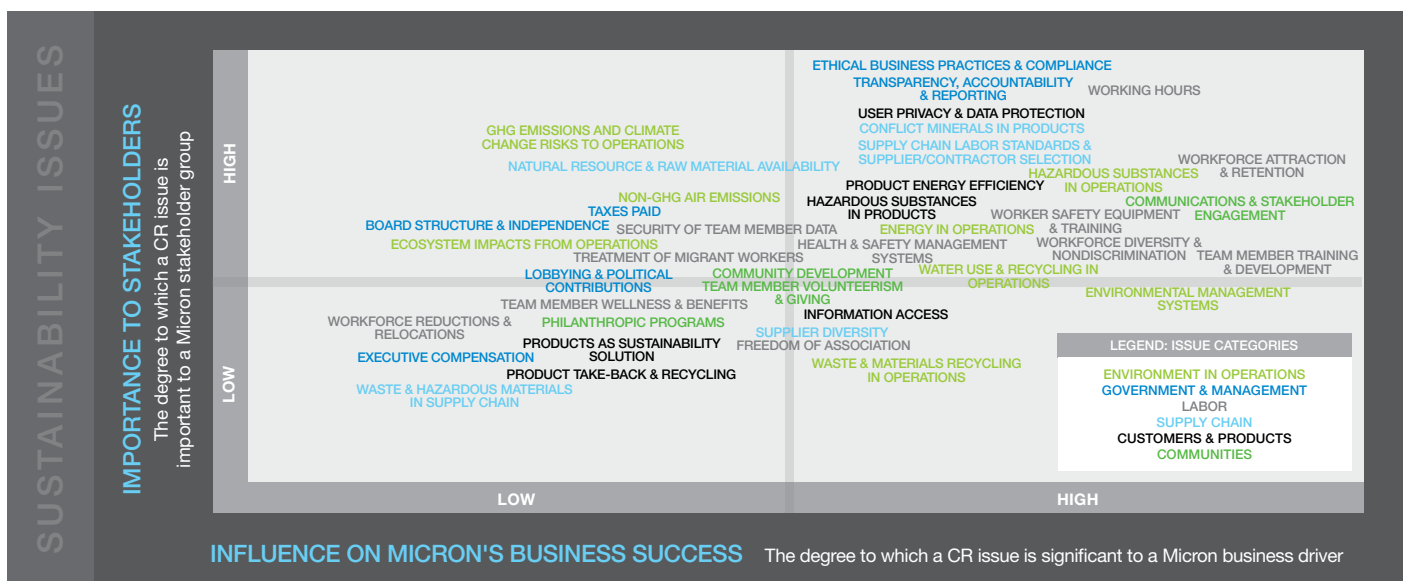 SUSTAINABILITY ISSUES
IMPORTANCE TO STAKEHOLDERS
The degree to which a CR issue is
important to a Micron stakeholder group
HIGH
LOW
ETHICAL BUSINESS PRACTICES & COMPLIANCE
TRANSPARENCY, ACCOUNTABILITY
& REPORTING
WORKING HOURS
USER PRIVACY & DATA PROTECTION
CONFLICT MINERALS IN PRODUCTS
GHG EMISSIONS AND CLIMATE
CHANGE RISKS TO OPERATIONS
SUPPLY CHAIN LABOR STANDARDS &
SUPPLIER/CONTRACTOR SELECTION
NATURAL RESOURCE & RAW MATERIAL AVAILABILITY
WORKFORCE ATTRACTION
& RETENTION
HAZARDOUS SUBSTANCES
IN OPERATIONS
PRODUCT ENERGY EFFICIENCY
NON-GHG AIR EMISSIONS
HAZARDOUS SUBSTANCES
IN PRODUCTS
COMMUNICATIONS & STAKEHOLDER
ENGAGEMENT
TAXES PAID
WORKER SAFETY EQUIPMENT
& TRAINING
BOARD STRUCTURE & INDEPENDENCE
SECURITY OF TEAM MEMBER DATA
ENERGY IN OPERATIONS
ECOSYSTEM IMPACTS FROM OPERATIONS
HEALTH & SAFETY MANAGEMENT
SYSTEMS
WORKFORCE DIVERSITY &
NONDISCRIMINATION
TEAM MEMBER TRAINING
& DEVELOPMENT
TREATMENT OF MIGRANT WORKERS
LOBBYING & POLITICAL
CONTRIBUTIONS
COMMUNITY DEVELOPMENT
WATER USE & RECYCLING IN
OPERATIONS
TEAM MEMBER VOLUNTEERISM
& GIVING
ENVIRONMENTAL MANAGEMENT
SYSTEMS
TEAM MEMBER WELLNESS & BENEFITS
INFORMATION ACCESS
WORKFORCE REDUCTIONS &
RELOCATIONS
PHILANTHROPIC PROGRAMS
SUPPLIER DIVERSITY
PRODUCTS AS SUSTAINABILITY
SOLUTION
FREEDOM OF ASSOCIATION
EXECUTIVE COMPENSATION
WASTE & MATERIALS RECYCLING
IN OPERATIONS
PRODUCT TAKE-BACK & RECYCLING
WASTE & HAZARDOUS MATERIALS
IN SUPPLY CHAIN
LEGEND: ISSUE CATEGORIES
ENVIRONMENT IN OPERATIONS
GOVERNMENT & MANAGEMENT
LABOR
SUPPLY CHAIN
CUSTOMERS & PRODUCTS
COMMUNITIES
LOW
HIGH
INFLUENCE ON MICRON'S BUSINESS SUCCESS The degree to which a CR issue is significant to a Micron business driver